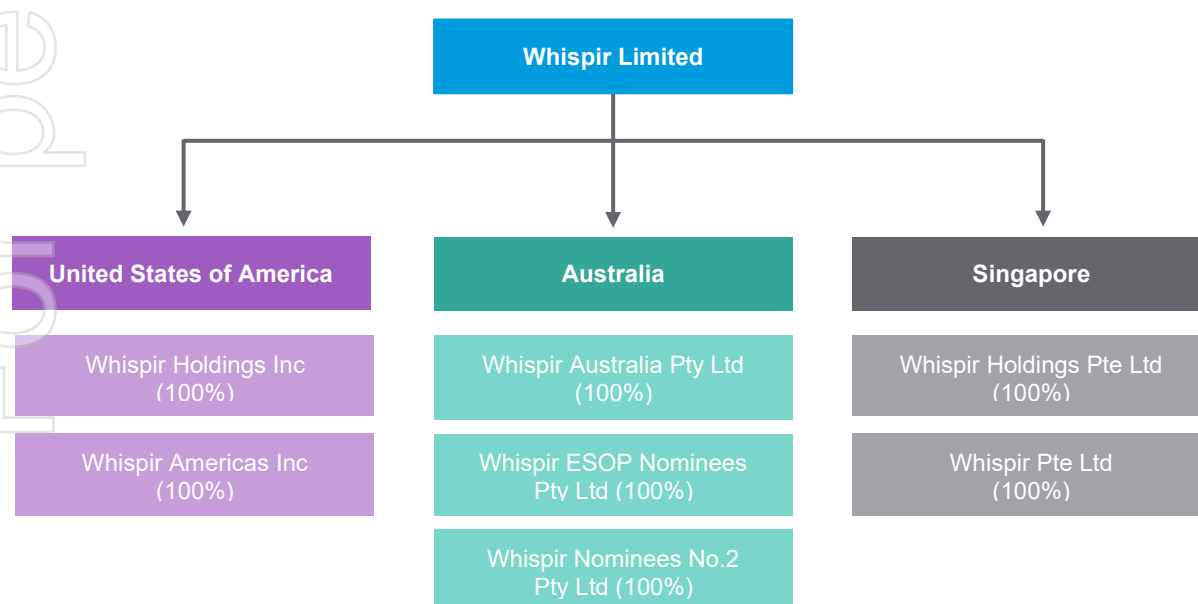 Whispir Limited
United States of America
Australia
Singapore
Whispir Holdings Inc
(100%)
Whispir Australia Pty Ltd
(100%)
Whispir Holdings Pte Ltd
(100%)
Whispir Americas Inc
(100%)
Whispir ESOP Nominees
Pty Ltd (100%)
Whispir Pte Ltd
(100%)
Whispir Nominees No.2
Pty Ltd (100%)
For pe